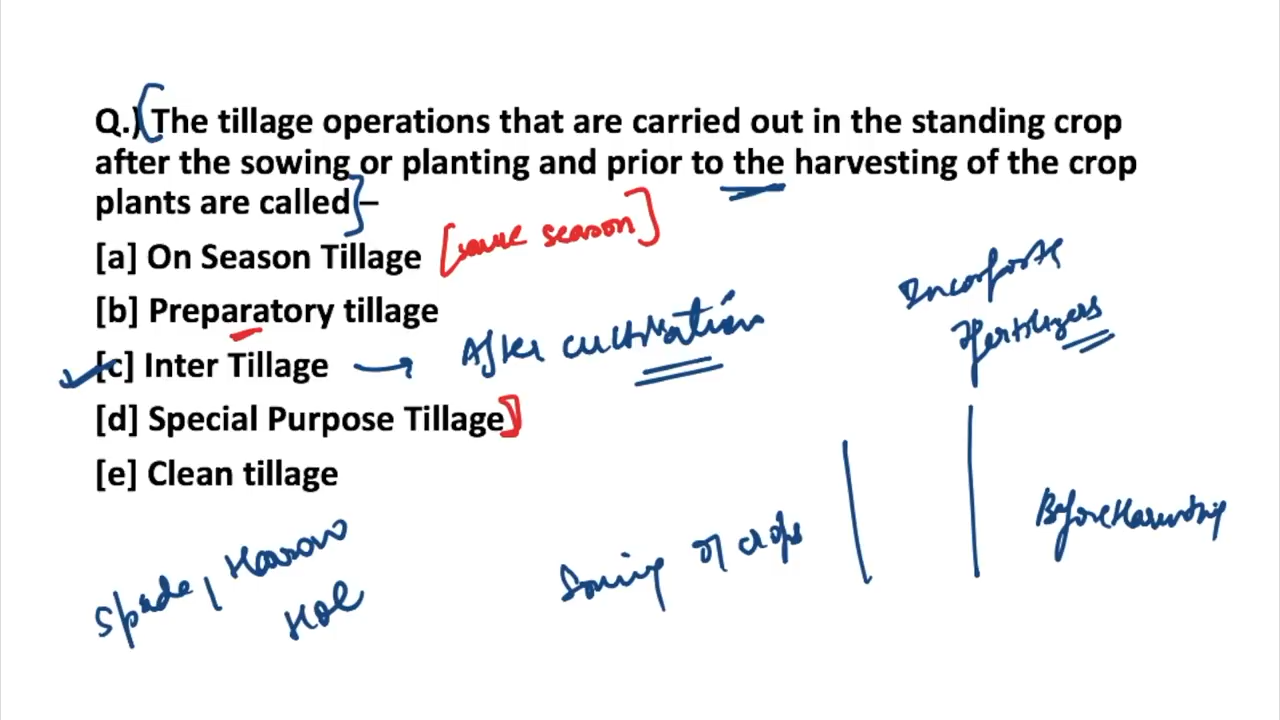 Q.) The tillage operations that are carried out in the standing crop
after the sowing or planting and prior to the harvesting of the crop
plants are called –
[a] On Season Tillage [same season]
[b] Preparatory tillage
[c] Inter Tillage → After cultivation
[d] Special Purpose Tillage
[e] Clean tillage
Incorporate
fertilizers
Spade, Harrow
Hoe
Sowing of crops
Before Harvesting